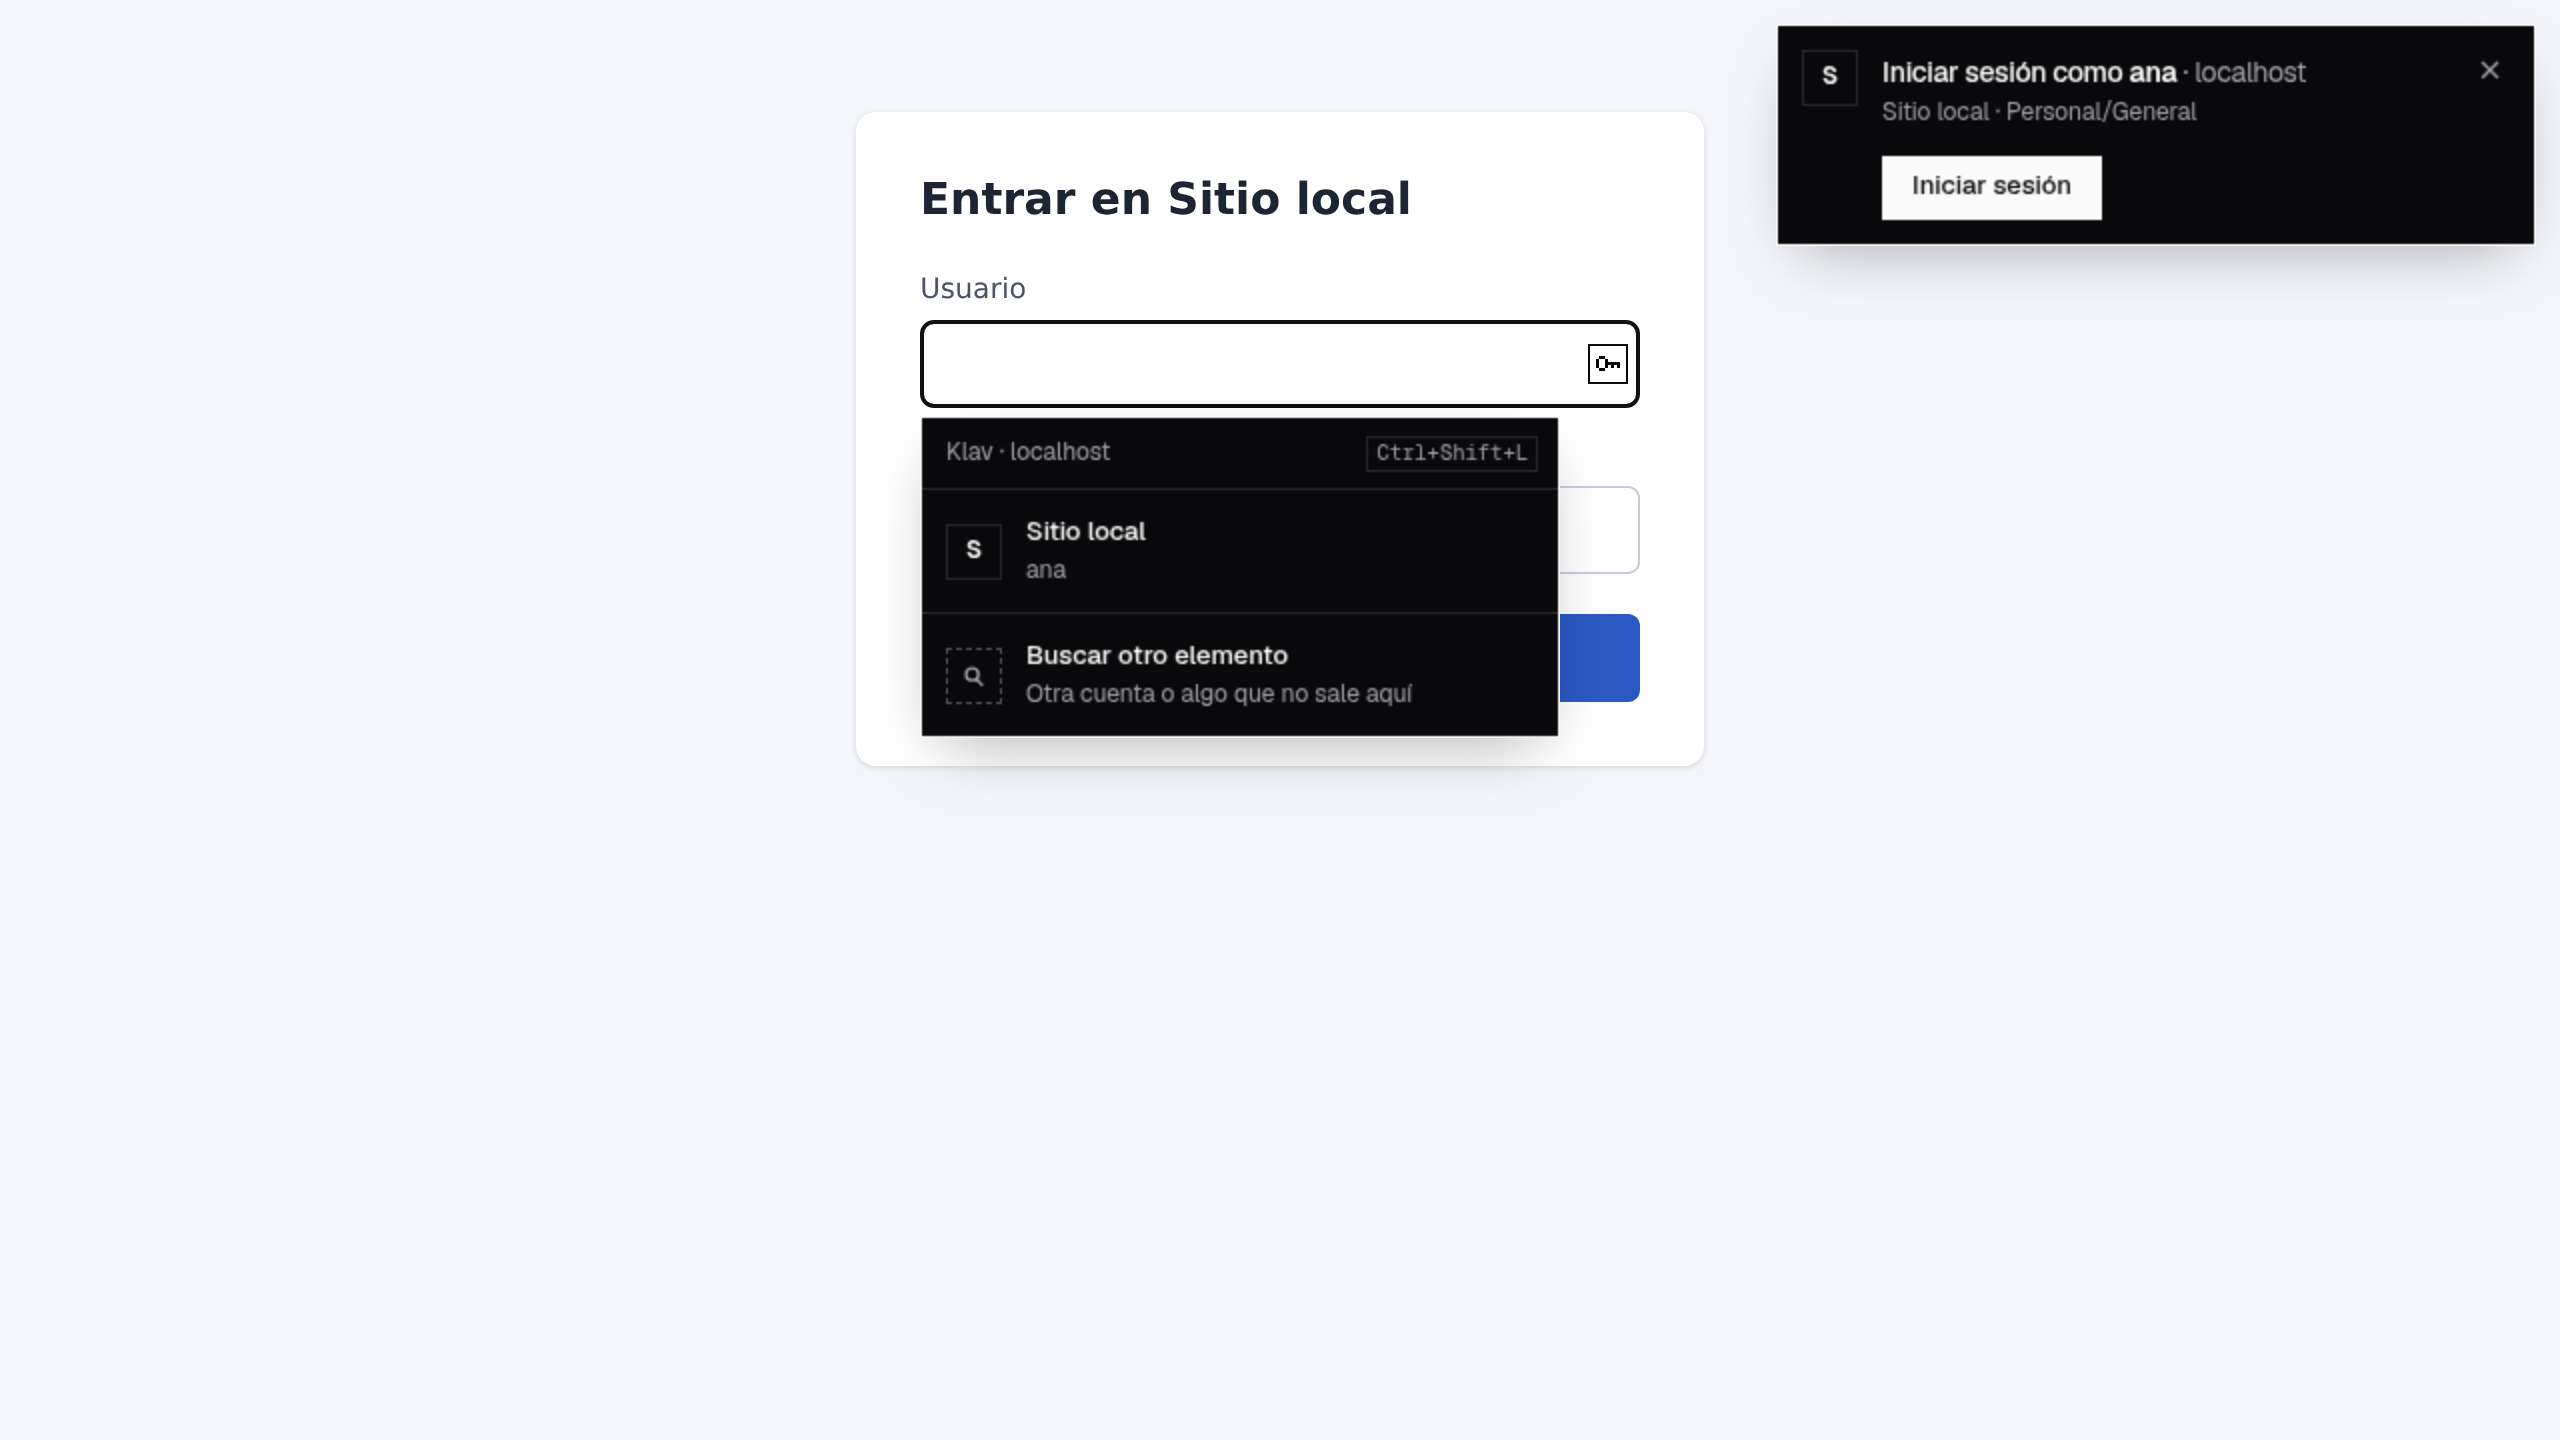 S
Iniciar sesión como ana · localhost
Sitio local · Personal/General
Iniciar sesión
Entrar en Sitio local
Usuario
Klav · localhost
Ctrl+Shift+L
S
Sitio local
ana
Buscar otro elemento
Otra cuenta o algo que no sale aquí